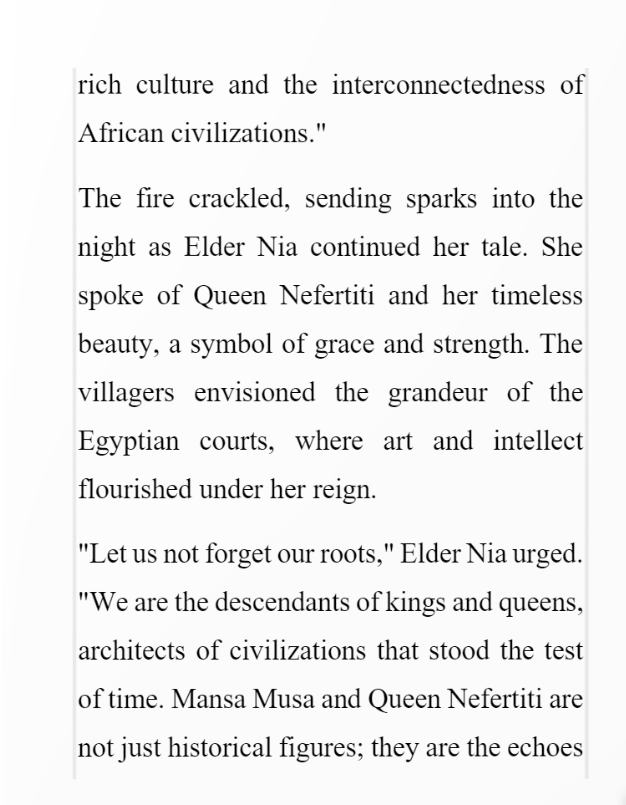 rich culture and the interconnectedness of
African civilizations."
The fire crackled, sending sparks into the
night as Elder Nia continued her tale. She
spoke of Queen Nefertiti and her timeless
beauty, a symbol of grace and strength. The
villagers envisioned the grandeur of the
Egyptian courts, where art and intellect
flourished under her reign.
"Let us not forget our roots," Elder Nia urged.
"We are the descendants of kings and queens,
architects of civilizations that stood the test
of time. Mansa Musa and Queen Nefertiti are
not just historical figures; they are the echoes